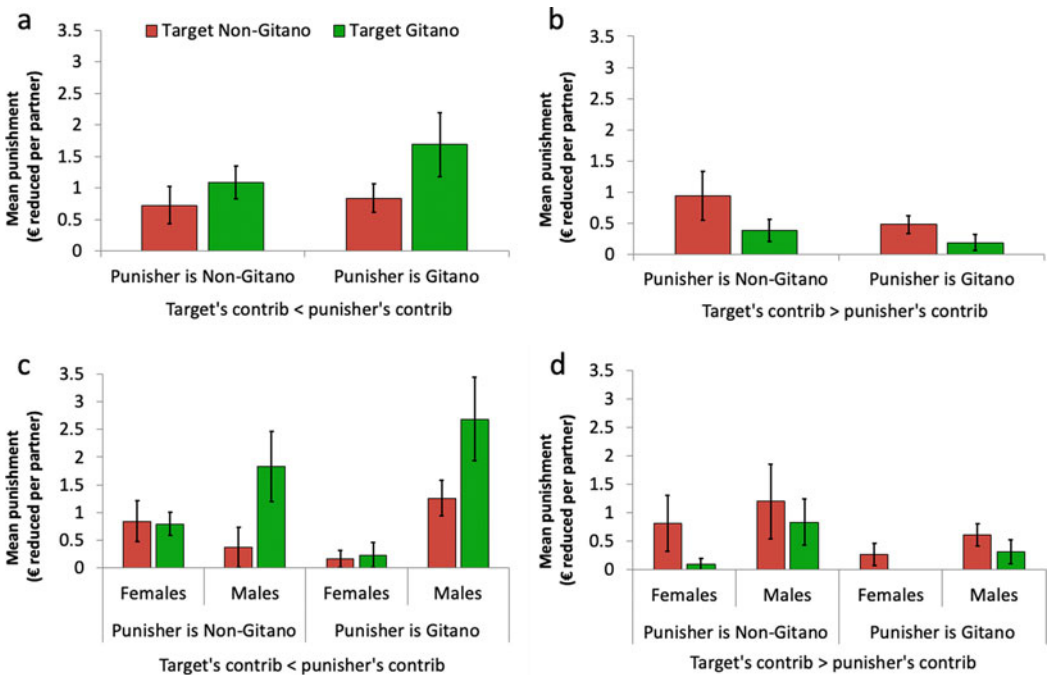 a
Target Non-Gitano Target Gitano
Mean punishment
(€ reduced per partner)
3.5
3
2.5
2
1.5
1
0.5
0
Punisher is Non-Gitano Punisher is Gitano
Target's contrib < punisher's contrib
b
Mean punishment
(€ reduced per partner)
3.5
3
2.5
2
1.5
1
0.5
0
Punisher is Non-Gitano Punisher is Gitano
Target's contrib > punisher's contrib
c
Mean punishment
(€ reduced per partner)
3.5
3
2.5
2
1.5
1
0.5
0
Females Males Females Males
Punisher is Non-Gitano Punisher is Gitano
Target's contrib < punisher's contrib
d
Mean punishment
(€ reduced per partner)
3.5
3
2.5
2
1.5
1
0.5
0
Females Males Females Males
Punisher is Non-Gitano Punisher is Gitano
Target's contrib > punisher's contrib